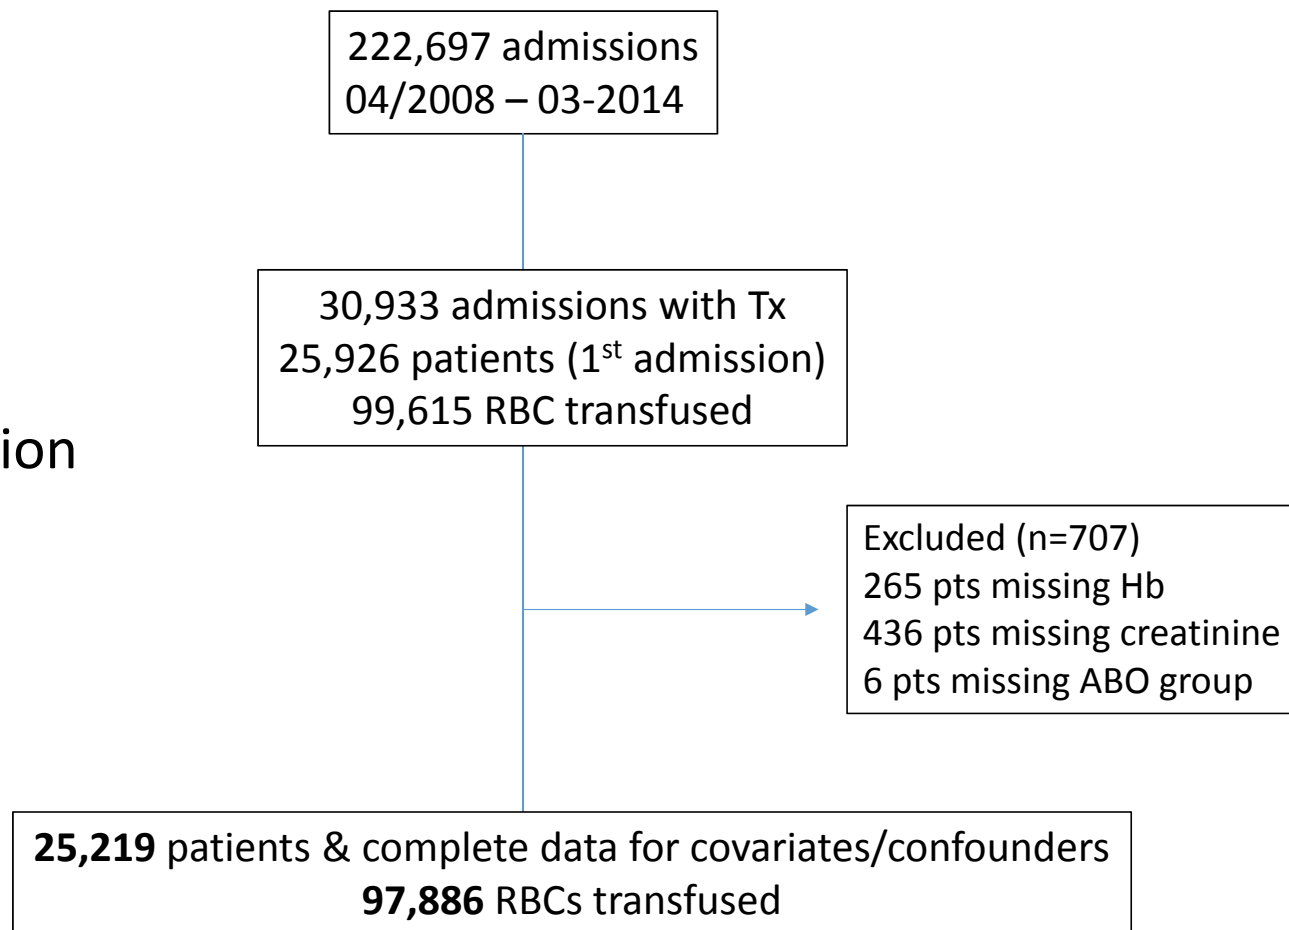 222,697 admissions
04/2008 – 03-2014
30,933 admissions with Tx
25,926 patients (1st admission)
99,615 RBC transfused
ion
Excluded (n=707)
265 pts missing Hb
436 pts missing creatinine
6 pts missing ABO group
25,219 patients & complete data for covariates/confounders
97,886 RBCs transfused